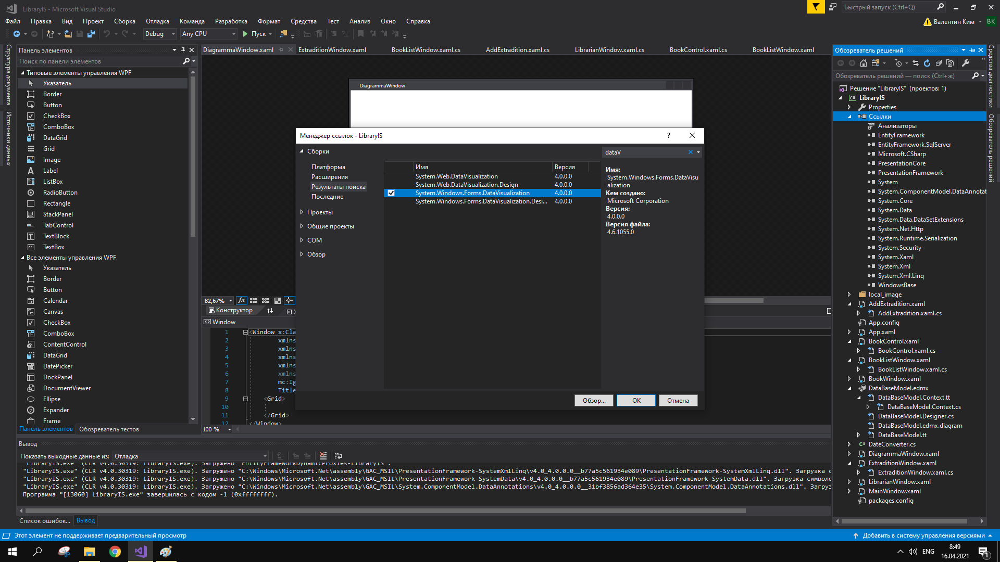 LibraryIS - Microsoft Visual Studio
Быстрый запуск (Ctrl+Q)
Файл Правка Вид Проект Сборка Отладка Команда Разработка Формат Средства Тест Анализ Окно Справка
Валентин Ким ВК
Debug Any CPU Пуск
Структура документа
Источники данных
Панель элементов
Поиск по панели элементов
Типовые элементы управления WPF
Указатель
Border
Button
CheckBox
ComboBox
DataGrid
Grid
Image
Label
ListBox
RadioButton
Rectangle
StackPanel
TabControl
TextBlock
TextBox
Все элементы управления WPF
Указатель
Border
Button
Calendar
Canvas
CheckBox
ComboBox
ContentControl
DataGrid
DatePicker
DockPanel
DocumentViewer
Ellipse
Expander
Frame
Панель элементов Обозреватель тестов
DiagrammaWindow.xaml ExtraditionWindow.xaml BookListWindow.xaml.cs AddExtradition.xaml.cs LibrarianWindow.xaml.cs BookControl.xaml.cs BookListWindow.xaml
DiagrammaWindow
Менеджер ссылок - LibraryIS
?
Сборки
Платформа
Расширения
Результаты поиска
Последние
Проекты
Общие проекты
COM
Обзор
Имя Версия
System.Web.DataVisualization 4.0.0.0
System.Web.DataVisualization.Design 4.0.0.0
System.Windows.Forms.DataVisualization 4.0.0.0
System.Windows.Forms.DataVisualization.Desi... 4.0.0.0
dataV
Имя:
System.Windows.Forms.DataVisu
alization
Кем создано:
Microsoft Corporation
Версия:
4.0.0.0
Версия файла:
4.6.1055.0
Обзор... OK Отмена
82,67%
Конструктор
Window
1 <Window x:Cla
2 xmlns
3 xmlns
4 xmlns
5 xmlns
6 xmlns
7 mc:Ig
8 Title
9 <Grid>
10
11 </Grid>
12 </Window>
100 %
Вывод
Показать выходные данные из: Отладка
"LibraryIS.exe" (CLR v4.0.30319: LibraryIS.exe). Загружено "EntityFrameworkDynamicProxies-LibraryIS".
"LibraryIS.exe" (CLR v4.0.30319: LibraryIS.exe). Загружено "C:\Windows\Microsoft.Net\assembly\GAC_MSIL\PresentationFramework-SystemXmlLinq\v4.0_4.0.0.0__b77a5c561934e089\PresentationFramework-SystemXmlLinq.dll". Загрузка с
"LibraryIS.exe" (CLR v4.0.30319: LibraryIS.exe). Загружено "C:\Windows\Microsoft.Net\assembly\GAC_MSIL\PresentationFramework-SystemData\v4.0_4.0.0.0__b77a5c561934e089\PresentationFramework-SystemData.dll". Загрузка символо
"LibraryIS.exe" (CLR v4.0.30319: LibraryIS.exe). Загружено "C:\Windows\Microsoft.Net\assembly\GAC_MSIL\System.ComponentModel.DataAnnotations\v4.0_4.0.0.0__31bf3856ad364e35\System.ComponentModel.DataAnnotations.dll". Загруз
Программа "[13060] LibraryIS.exe" завершилась с кодом -1 (0xffffffff).
Список ошибок... Вывод
Обозреватель решений
Обозреватель решений — поиск (Ctrl+ж)
Решение "LibraryIS" (проектов: 1)
LibraryIS
Properties
Ссылки
Анализаторы
EntityFramework
EntityFramework.SqlServer
Microsoft.CSharp
PresentationCore
PresentationFramework
System
System.ComponentModel.DataAnnotat
System.Core
System.Data
System.Data.DataSetExtensions
System.Net.Http
System.Runtime.Serialization
System.Security
System.Xaml
System.Xml
System.Xml.Linq
WindowsBase
local_image
AddExtradition.xaml
AddExtradition.xaml.cs
App.config
App.xaml
BookControl.xaml
BookControl.xaml.cs
BookListWindow.xaml
BookListWindow.xaml.cs
BookWindow.xaml
DataBaseModel.edmx
DataBaseModel.Context.tt
DataBaseModel.Context.cs
DataBaseModel.Designer.cs
DataBaseModel.edmx.diagram
DataBaseModel.tt
DateConverter.cs
DiagrammaWindow.xaml
ExtraditionWindow.xaml
ExtraditionWindow.xaml.cs
LibrarianWindow.xaml
MainWindow.xaml
packages.config
Средства диагностики
Обозреватель решений
Этот элемент не поддерживает предварительный просмотр
Добавить в систему управления версиями
ENG
8:49
16.04.2021
1